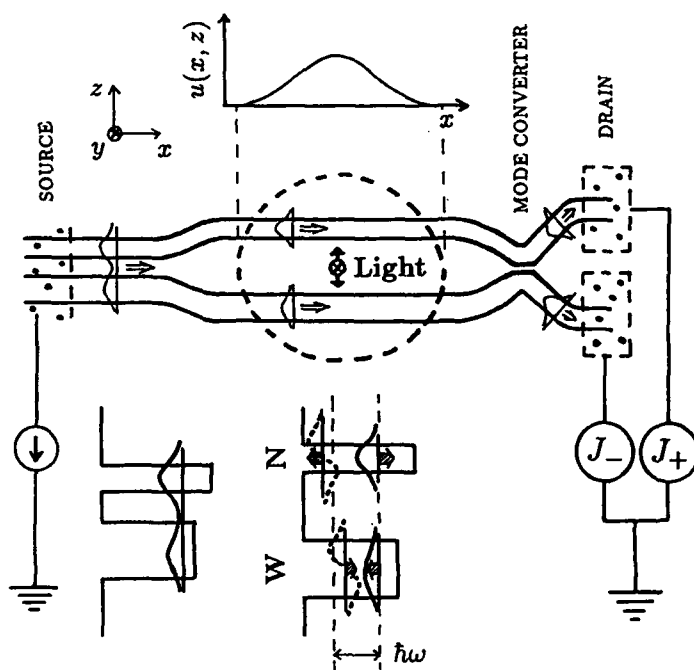 u(x, z)
x
z
y
x
SOURCE
MODE CONVERTER
DRAIN
Light
N
W
J₋
J₊
ħω